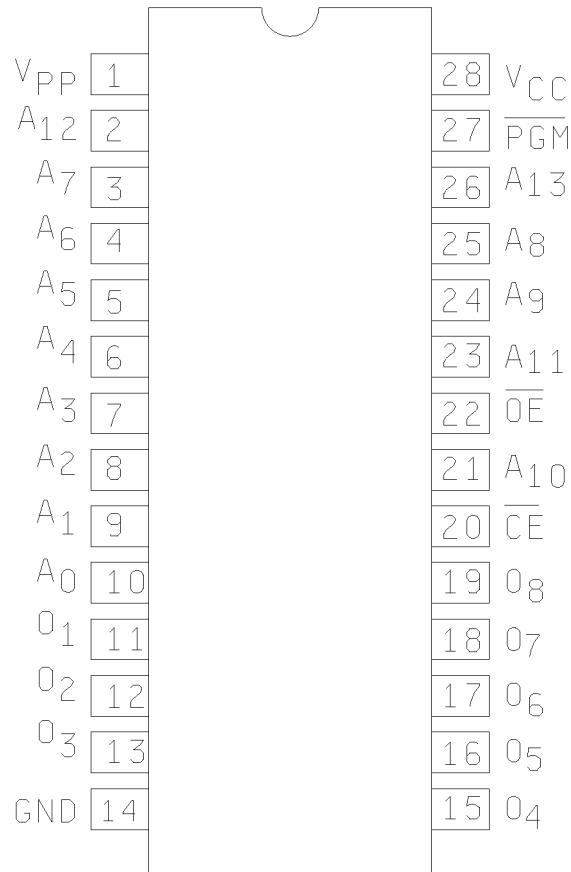 VPP 1 28 VCC
A12 2 27 PGM
A7 3 26 A13
A6 4 25 A8
A5 5 24 A9
A4 6 23 A11
A3 7 22 OE
A2 8 21 A10
A1 9 20 CE
A0 10 19 O8
O1 11 18 O7
O2 12 17 O6
O3 13 16 O5
GND 14 15 O4